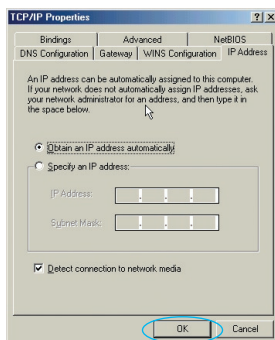 TCP/IP Properties
Bindings Advanced NetBIOS
DNS Configuration Gateway WINS Configuration IP Address
An IP address can be automatically assigned to this computer.
If your network does not automatically assign IP addresses, ask
your network administrator for an address, and then type it in
the space below.
Obtain an IP address automatically
Specify an IP address:
IP Address:
Subnet Mask:
Detect connection to network media
OK Cancel